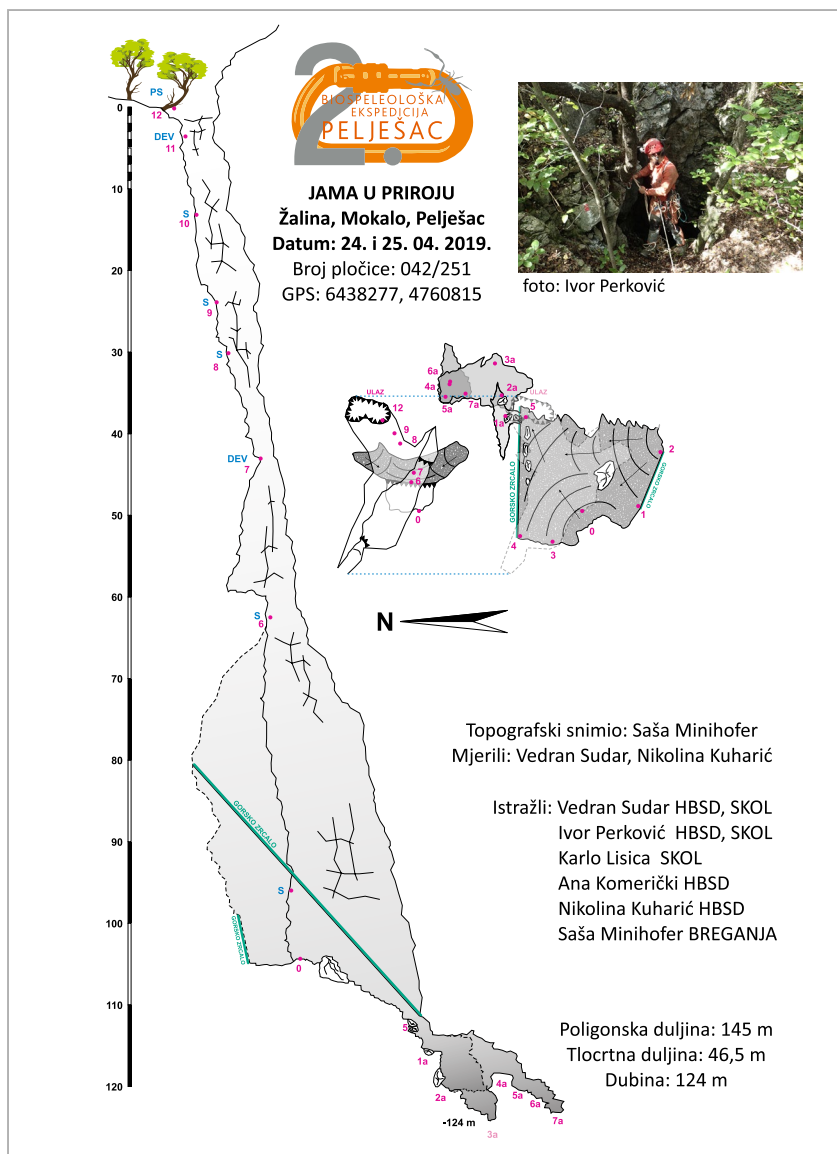 2.
BIOSPELEOLOŠKA
EKSPEDICIJA
PELJEŠAC
JAMA U PRIROJU
Žalina, Mokalo, Pelješac
Datum: 24. i 25. 04. 2019.
Broj pločice: 042/251
GPS: 6438277, 4760815
foto: Ivor Perković
PS
12
DEV
11
S
10
S
9
S
8
DEV
7
S
6
GORSKO ZRCALO
S
GORSKO ZRCALO
0
5
1a
2a
3a
4a
5a
6a
7a
-124 m
0
10
20
30
40
50
60
70
80
90
100
110
120
ULAZ
12
9
8
7
6
0
3a
6a
4a
2a
7a
5a
ULAZ
1a
5
2
GORSKO ZRCALO
GORSKO ZRCALO
1
0
4
3
N
Topografski snimio: Saša Minihofer
Mjerili: Vedran Sudar, Nikolina Kuharić
Istražli: Vedran Sudar HBSD, SKOL
Ivor Perković HBSD, SKOL
Karlo Lisica SKOL
Ana Komerički HBSD
Nikolina Kuharić HBSD
Saša Minihofer BREGANJA
Poligonska duljina: 145 m
Tlocrtna duljina: 46,5 m
Dubina: 124 m